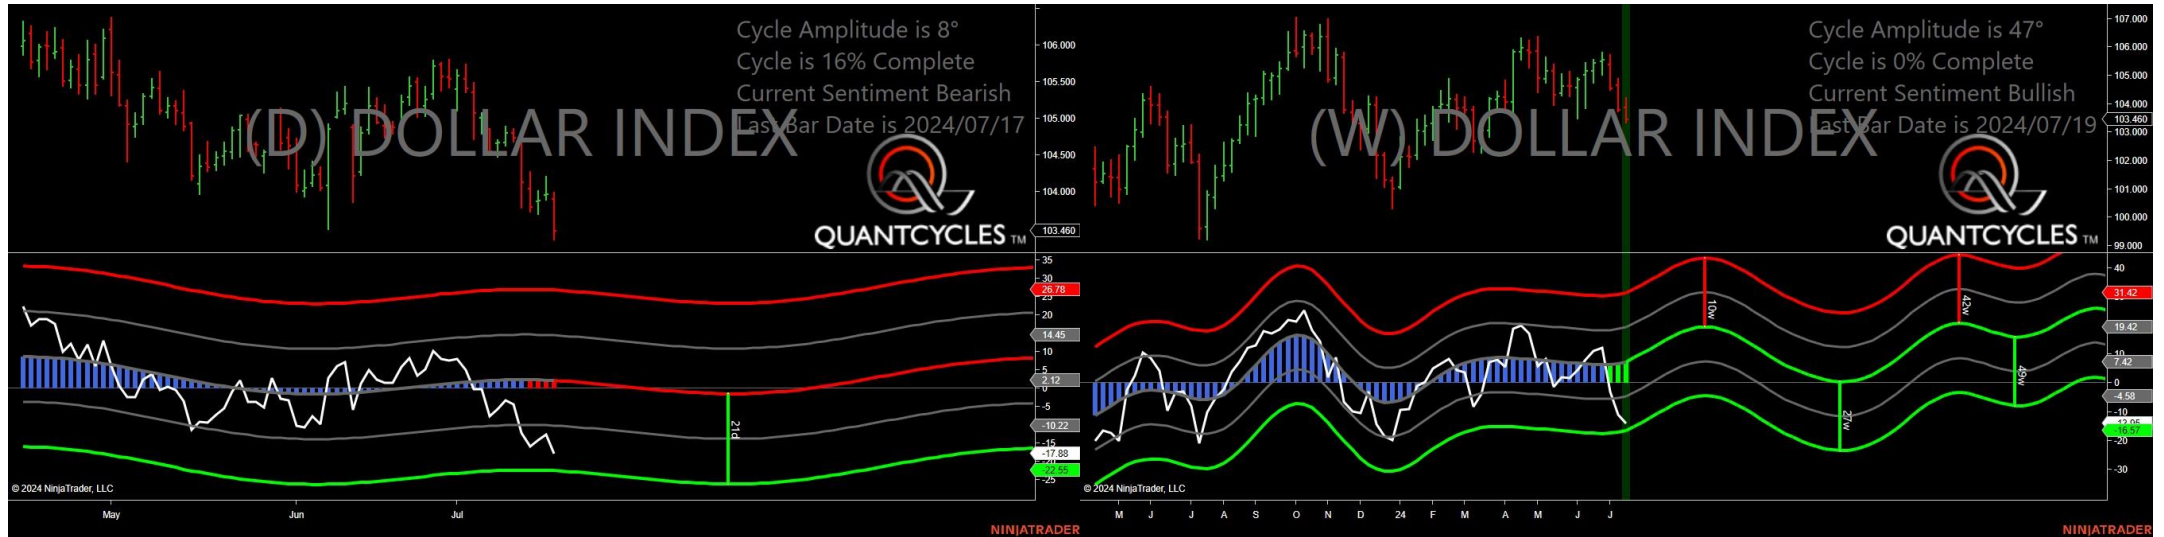 Cycle Amplitude is 8°
Cycle is 16% Complete
Current Sentiment Bearish
Last Bar Date is 2024/07/17
(D) DOLLAR INDEX
QUANTCYCLES TM
106.000
105.500
105.000
104.500
104.000
103.460
35
30
26.78
25
20
14.45
10
5
2.12
0
-5
-10.22
-15
-17.88
-22.55
-25
21d
© 2024 NinjaTrader, LLC
May Jun Jul
NINJATRADER
Cycle Amplitude is 47°
Cycle is 0% Complete
Current Sentiment Bullish
Last Bar Date is 2024/07/19
(W) DOLLAR INDEX
QUANTCYCLES TM
107.000
106.000
105.000
104.000
103.460
103.000
102.000
101.000
100.000
99.000
40
31.42
19.42
10
7.42
0
-4.58
-10
-16.57
-20
-30
10w
27w
42w
49w
© 2024 NinjaTrader, LLC
M J J A S O N D 24 F M A M J J
NINJATRADER